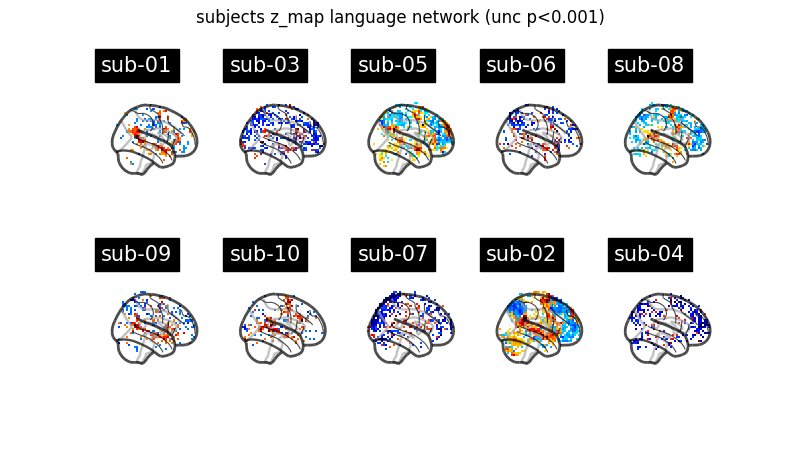 subjects z_map language network (unc p<0.001)
sub-01 sub-03 sub-05 sub-06 sub-08
sub-09 sub-10 sub-07 sub-02 sub-04